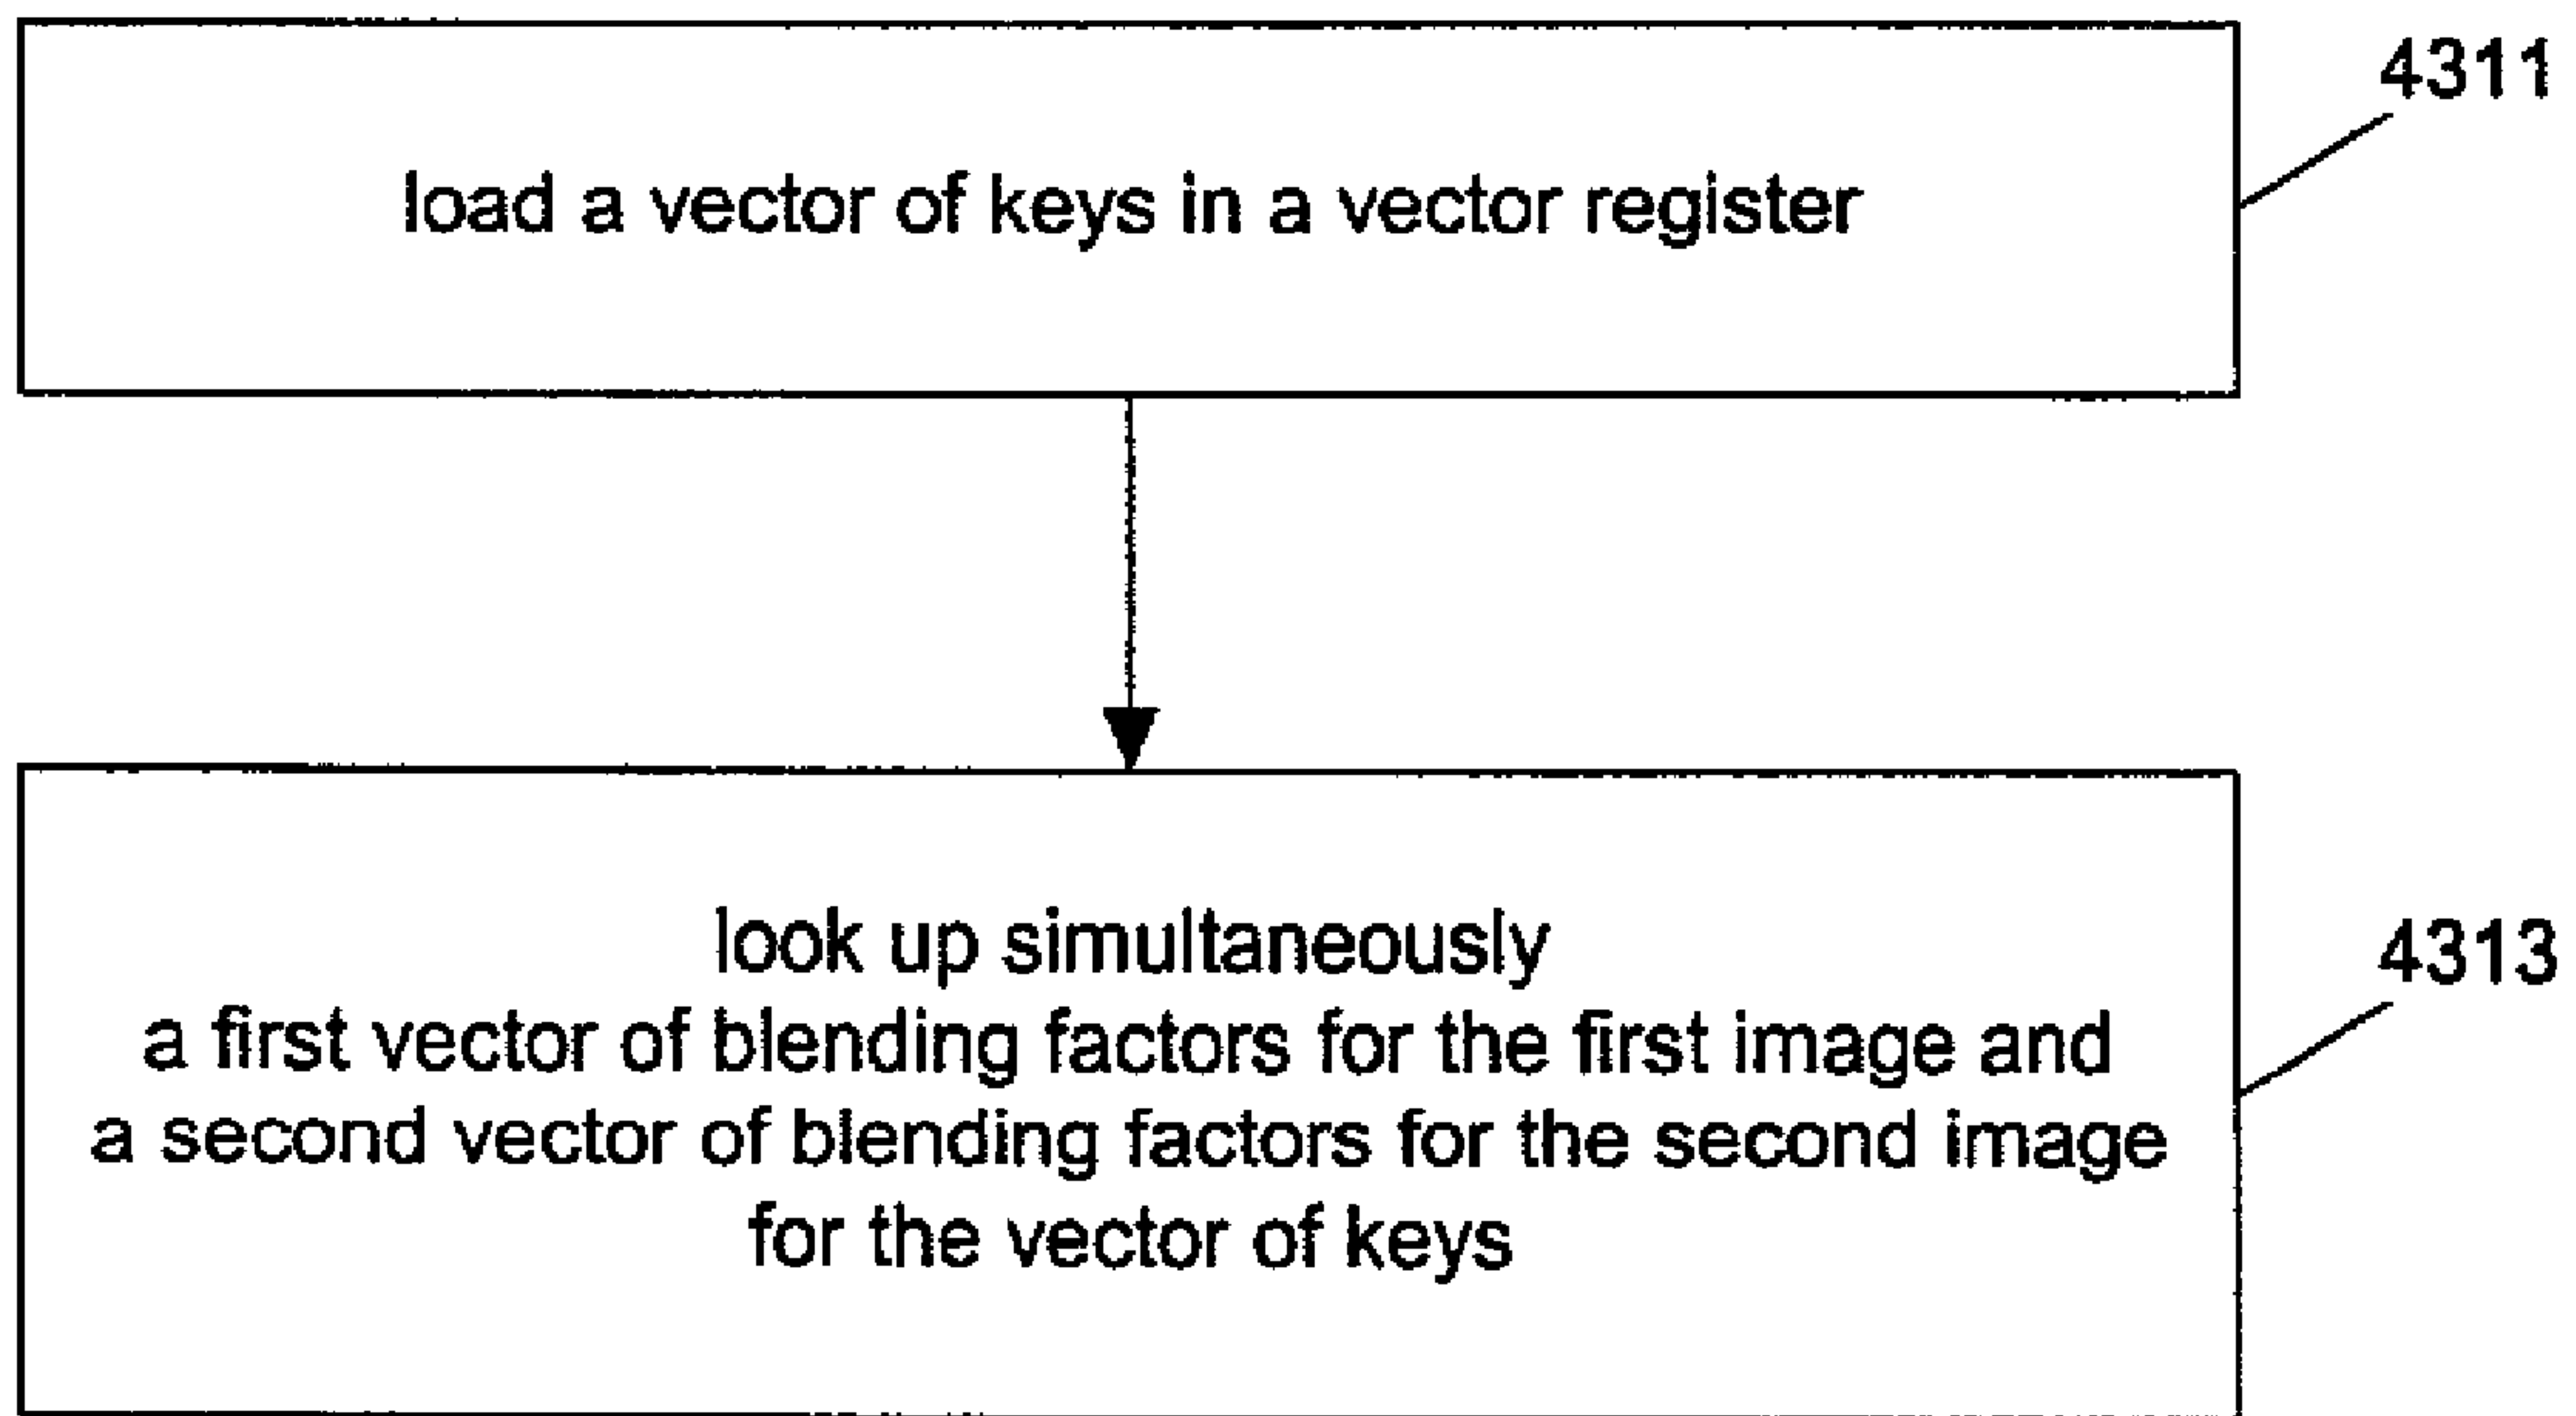 4311
load a vector of keys in a vector register
look up simultaneously
a first vector of blending factors for the first image and
a second vector of blending factors for the second image
for the vector of keys
4313